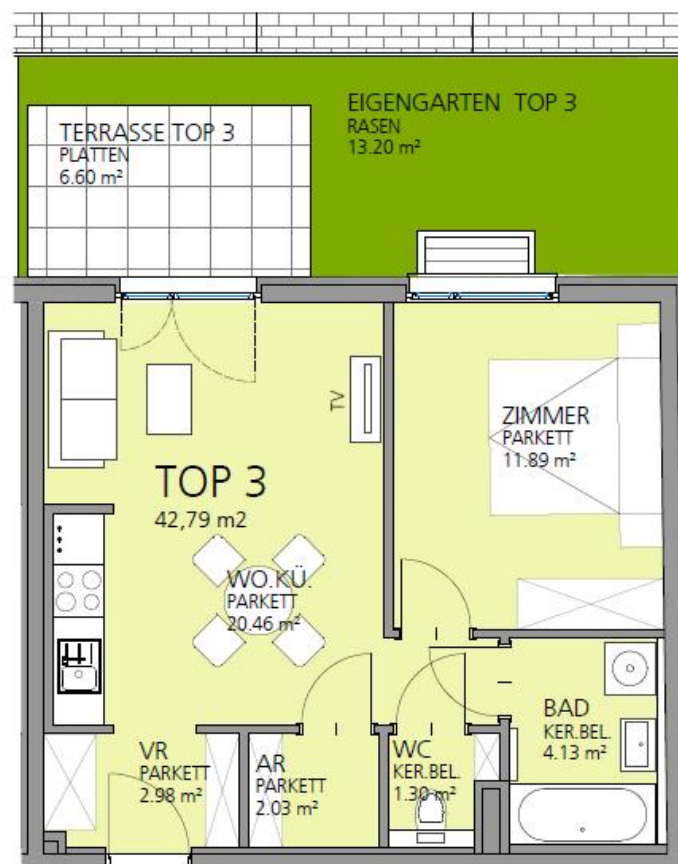 EIGENGARTEN TOP 3
RASEN
13.20 m²
TERRASSE TOP 3
PLATTEN
6.60 m²
TV
ZIMMER
PARKETT
11.89 m²
TOP 3
42,79 m2
WO.KÜ.
PARKETT
20.46 m²
VR
PARKETT
2.98 m²
AR
PARKETT
2.03 m²
WC
KER.BEL.
1.30 m²
BAD
KER.BEL.
4.13 m²